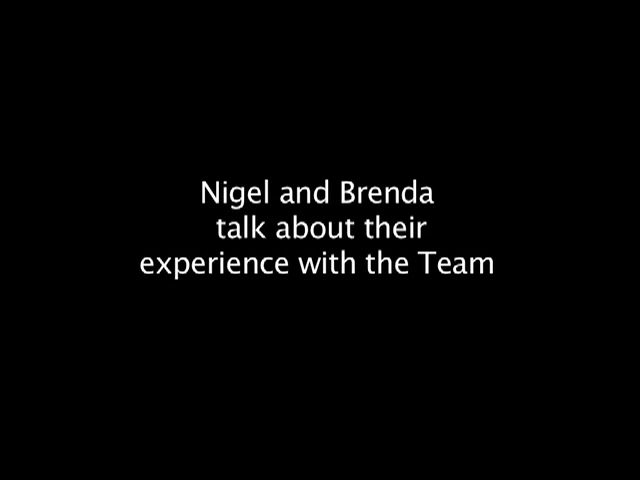 Nigel and Brenda
talk about their
experience with the Team